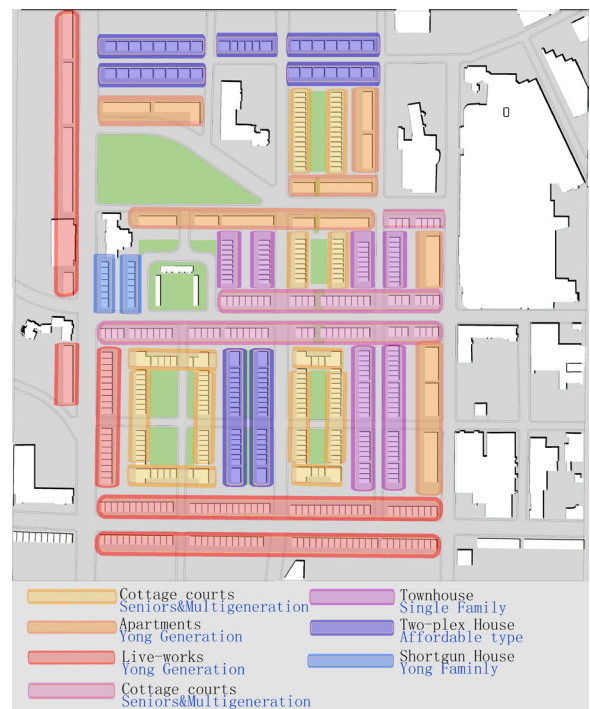 Cottage courts
Seniors&Multigeneration
Apartments
Yong Generation
Live-works
Yong Generation
Cottage courts
Seniors&Multigeneration
Townhouse
Single Family
Two-plex House
Affordable type
Shortgun House
Yong Faminly